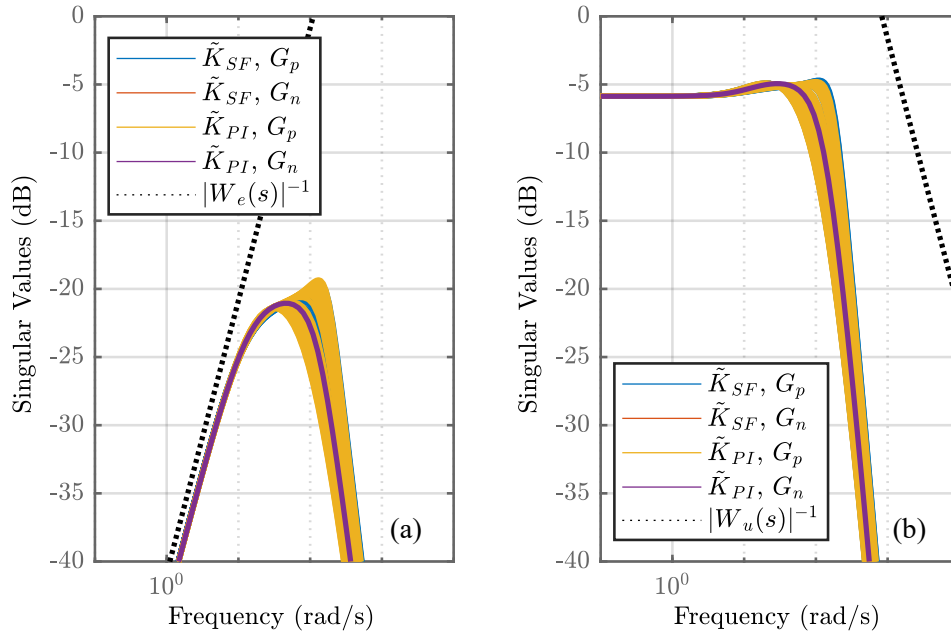 0
-5
-10
-15
-20
-25
-30
-35
-40
Singular Values (dB)
K̃_SF, G_p
K̃_SF, G_n
K̃_PI, G_p
K̃_PI, G_n
|W_e(s)|^-1
(a)
10^0
Frequency (rad/s)
0
-5
-10
-15
-20
-25
-30
-35
-40
Singular Values (dB)
K̃_SF, G_p
K̃_SF, G_n
K̃_PI, G_p
K̃_PI, G_n
|W_u(s)|^-1
(b)
10^0
Frequency (rad/s)